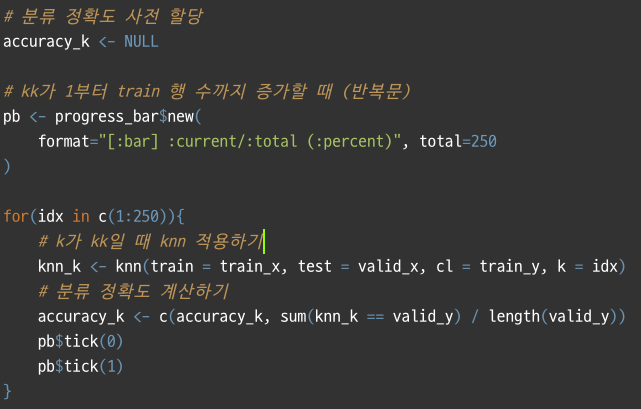 # 분류 정확도 사전 할당
accuracy_k <- NULL
# kk가 1부터 train 행 수까지 증가할 때 (반복문)
pb <- progress_bar$new(
format="[:bar] :current/:total (:percent)", total=250
)
for(idx in c(1:250)){
# k가 kk일 때 knn 적용하기
knn_k <- knn(train = train_x, test = valid_x, cl = train_y, k = idx)
# 분류 정확도 계산하기
accuracy_k <- c(accuracy_k, sum(knn_k == valid_y) / length(valid_y))
pb$tick(0)
pb$tick(1)
}